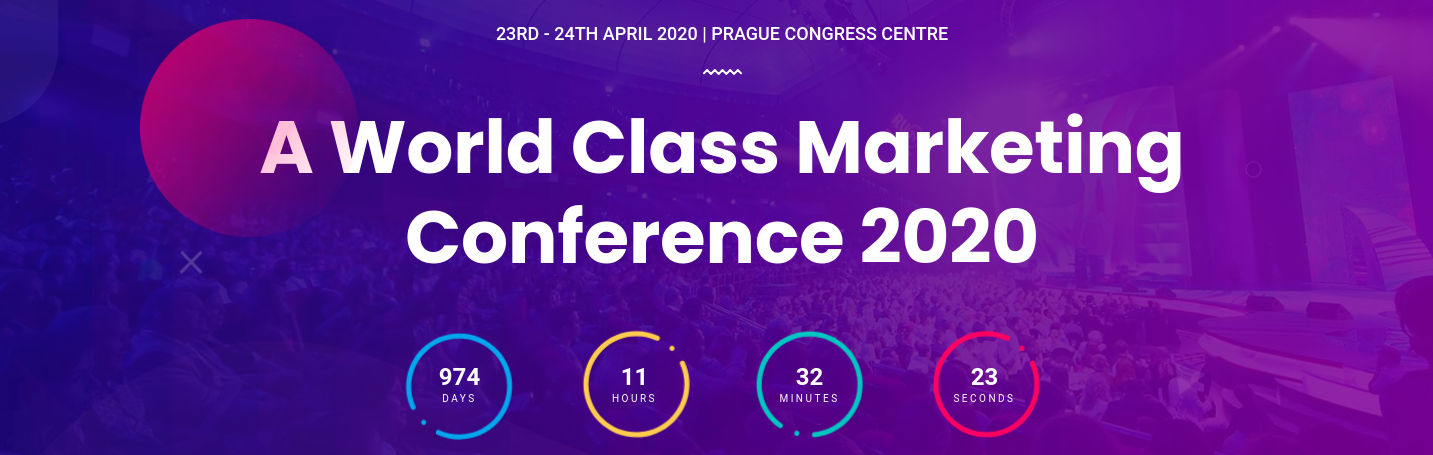 23RD - 24TH APRIL 2020 | PRAGUE CONGRESS CENTRE
A World Class Marketing
Conference 2020
974 11 32 23
DAYS HOURS MINUTES SECONDS